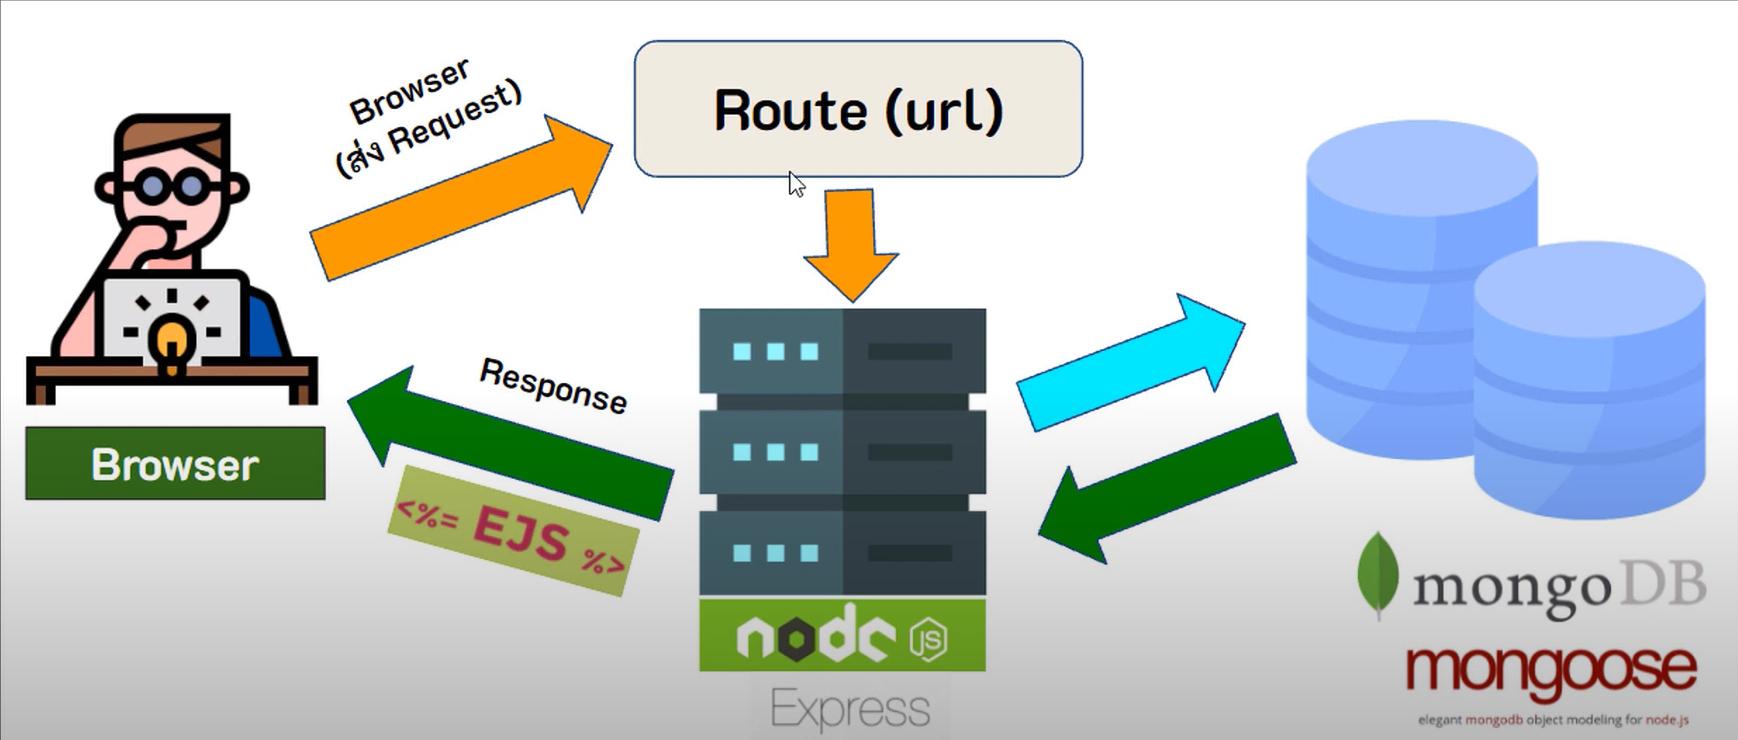 Browser
(ส่ง Request)
Route (url)
Browser
Response
<%= EJS %>
node JS
Express
mongoDB
mongoose
elegant mongodb object modeling for node.js